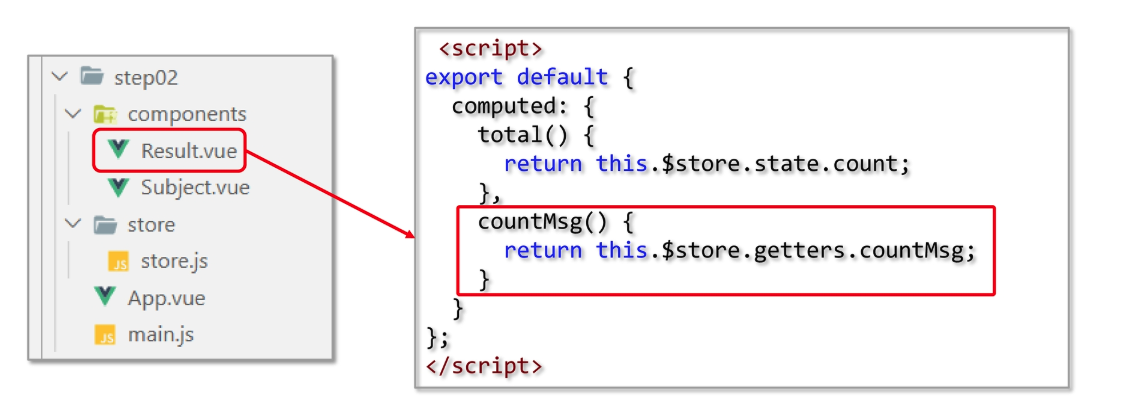 step02
components
Result.vue
Subject.vue
store
JS store.js
App.vue
JS main.js
<script>
export default {
computed: {
total() {
return this.$store.state.count;
},
countMsg() {
return this.$store.getters.countMsg;
}
}
};
</script>